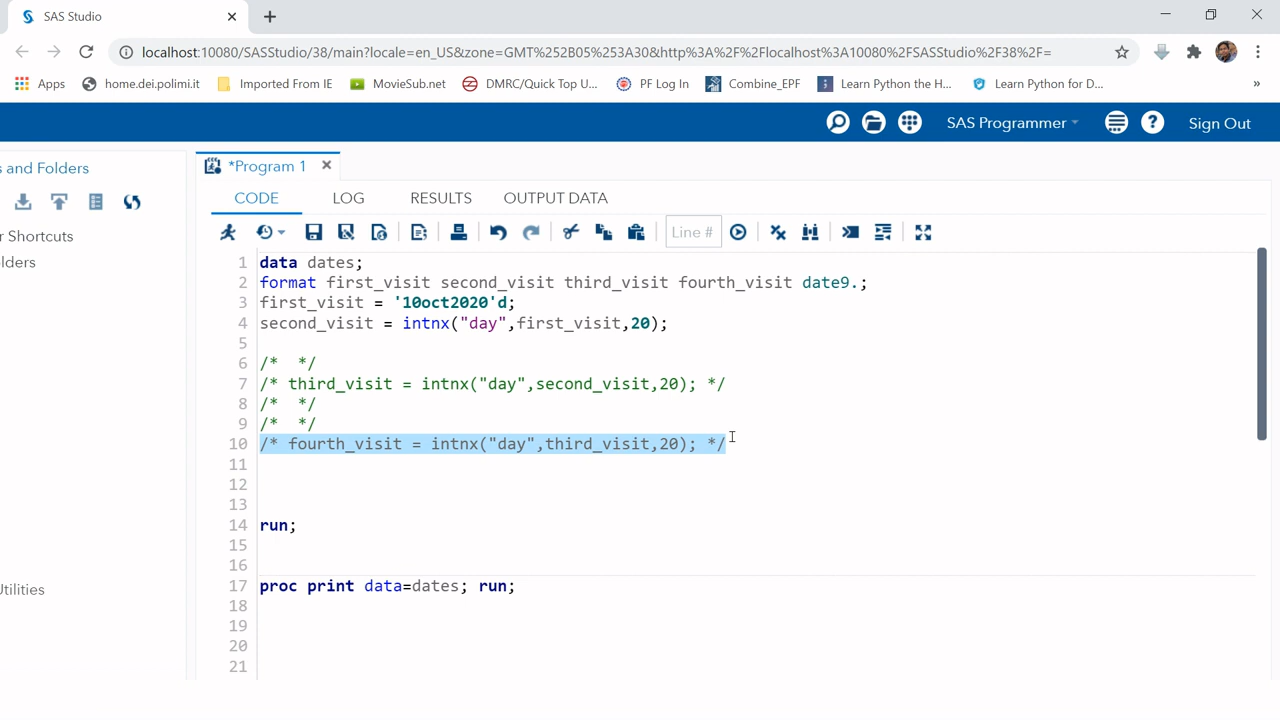 SAS Studio
localhost:10080/SASStudio/38/main?locale=en_US&zone=GMT%252B05%253A30&http%3A%2F%2Flocalhost%3A10080%2FSASStudio%2F38%2F=
Apps home.dei.polimi.it Imported From IE MovieSub.net DMRC/Quick Top U... PF Log In Combine_EPF Learn Python the H... Learn Python for D... »
SAS Programmer Sign Out
s and Folders
*Program 1
CODE LOG RESULTS OUTPUT DATA
Line #
r Shortcuts
olders
Utilities
1 data dates;
2 format first_visit second_visit third_visit fourth_visit date9.;
3 first_visit = '10oct2020'd;
4 second_visit = intnx("day",first_visit,20);
5
6 /*  */
7 /* third_visit = intnx("day",second_visit,20); */
8 /*  */
9 /*  */
10 /* fourth_visit = intnx("day",third_visit,20); */
11
12
13
14 run;
15
16
17 proc print data=dates; run;
18
19
20
21